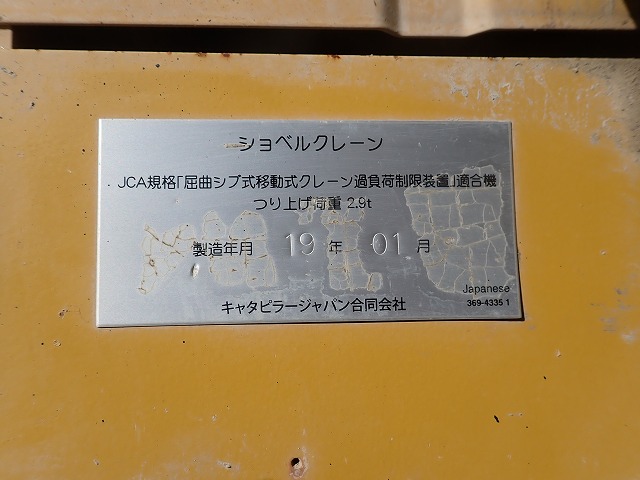 ショベルクレーン
JCA規格「屈曲ジブ式移動式クレーン過負荷制限装置」適合機
つり上げ荷重 2.9t
製造年月 19 年 01 月
Japanese
キャタピラージャパン合同会社
369-4335 1